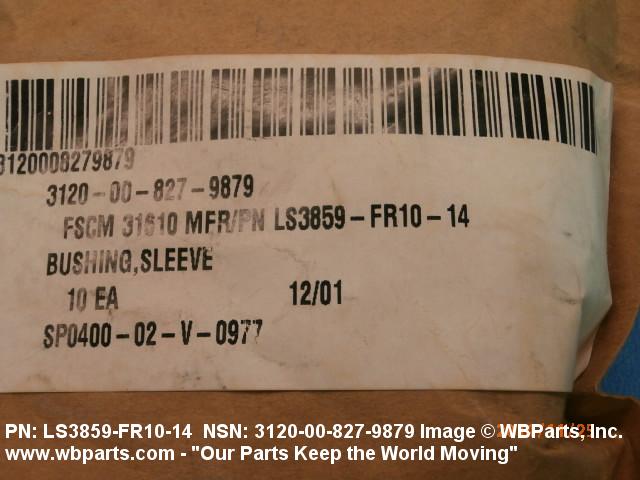 3120008279879
3120-00-827-9879
FSCM 31610 MFR/PN LS3859-FR10-14
BUSHING,SLEEVE
10 EA 12/01
SP0400-02-V-0977
PN: LS3859-FR10-14 NSN: 3120-00-827-9879 Image © WBParts, Inc.
www.wbparts.com - "Our Parts Keep the World Moving"